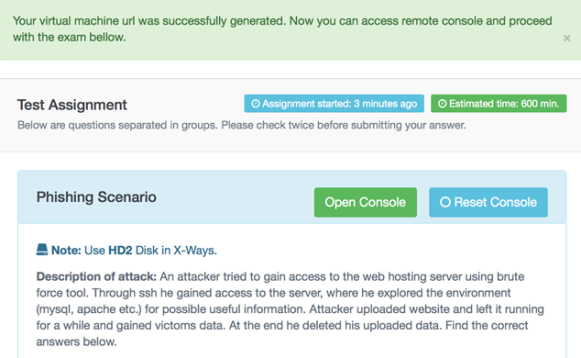 Your virtual machine url was successfully generated. Now you can access remote console and proceed
with the exam bellow.
×
Test Assignment
Assignment started: 3 minutes ago
Estimated time: 600 min.
Below are questions separated in groups. Please check twice before submitting your answer.
Phishing Scenario
Open Console
Reset Console
Note: Use HD2 Disk in X-Ways.
Description of attack: An attacker tried to gain access to the web hosting server using brute
force tool. Through ssh he gained access to the server, where he explored the environment
(mysql, apache etc.) for possible useful information. Attacker uploaded website and left it running
for a while and gained victoms data. At the end he deleted his uploaded data. Find the correct
answers below.